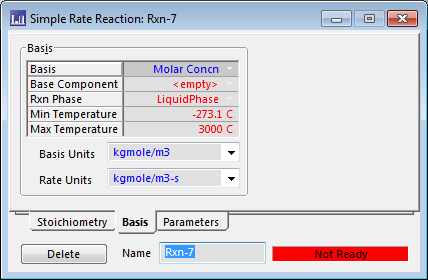 Simple Rate Reaction: Rxn-7
Basis
Basis Molar Concn
Base Component <empty>
Rxn Phase LiquidPhase
Min Temperature -273.1 C
Max Temperature 3000 C
Basis Units kgmole/m3
Rate Units kgmole/m3-s
Stoichiometry Basis Parameters
Delete Name Rxn-7 Not Ready